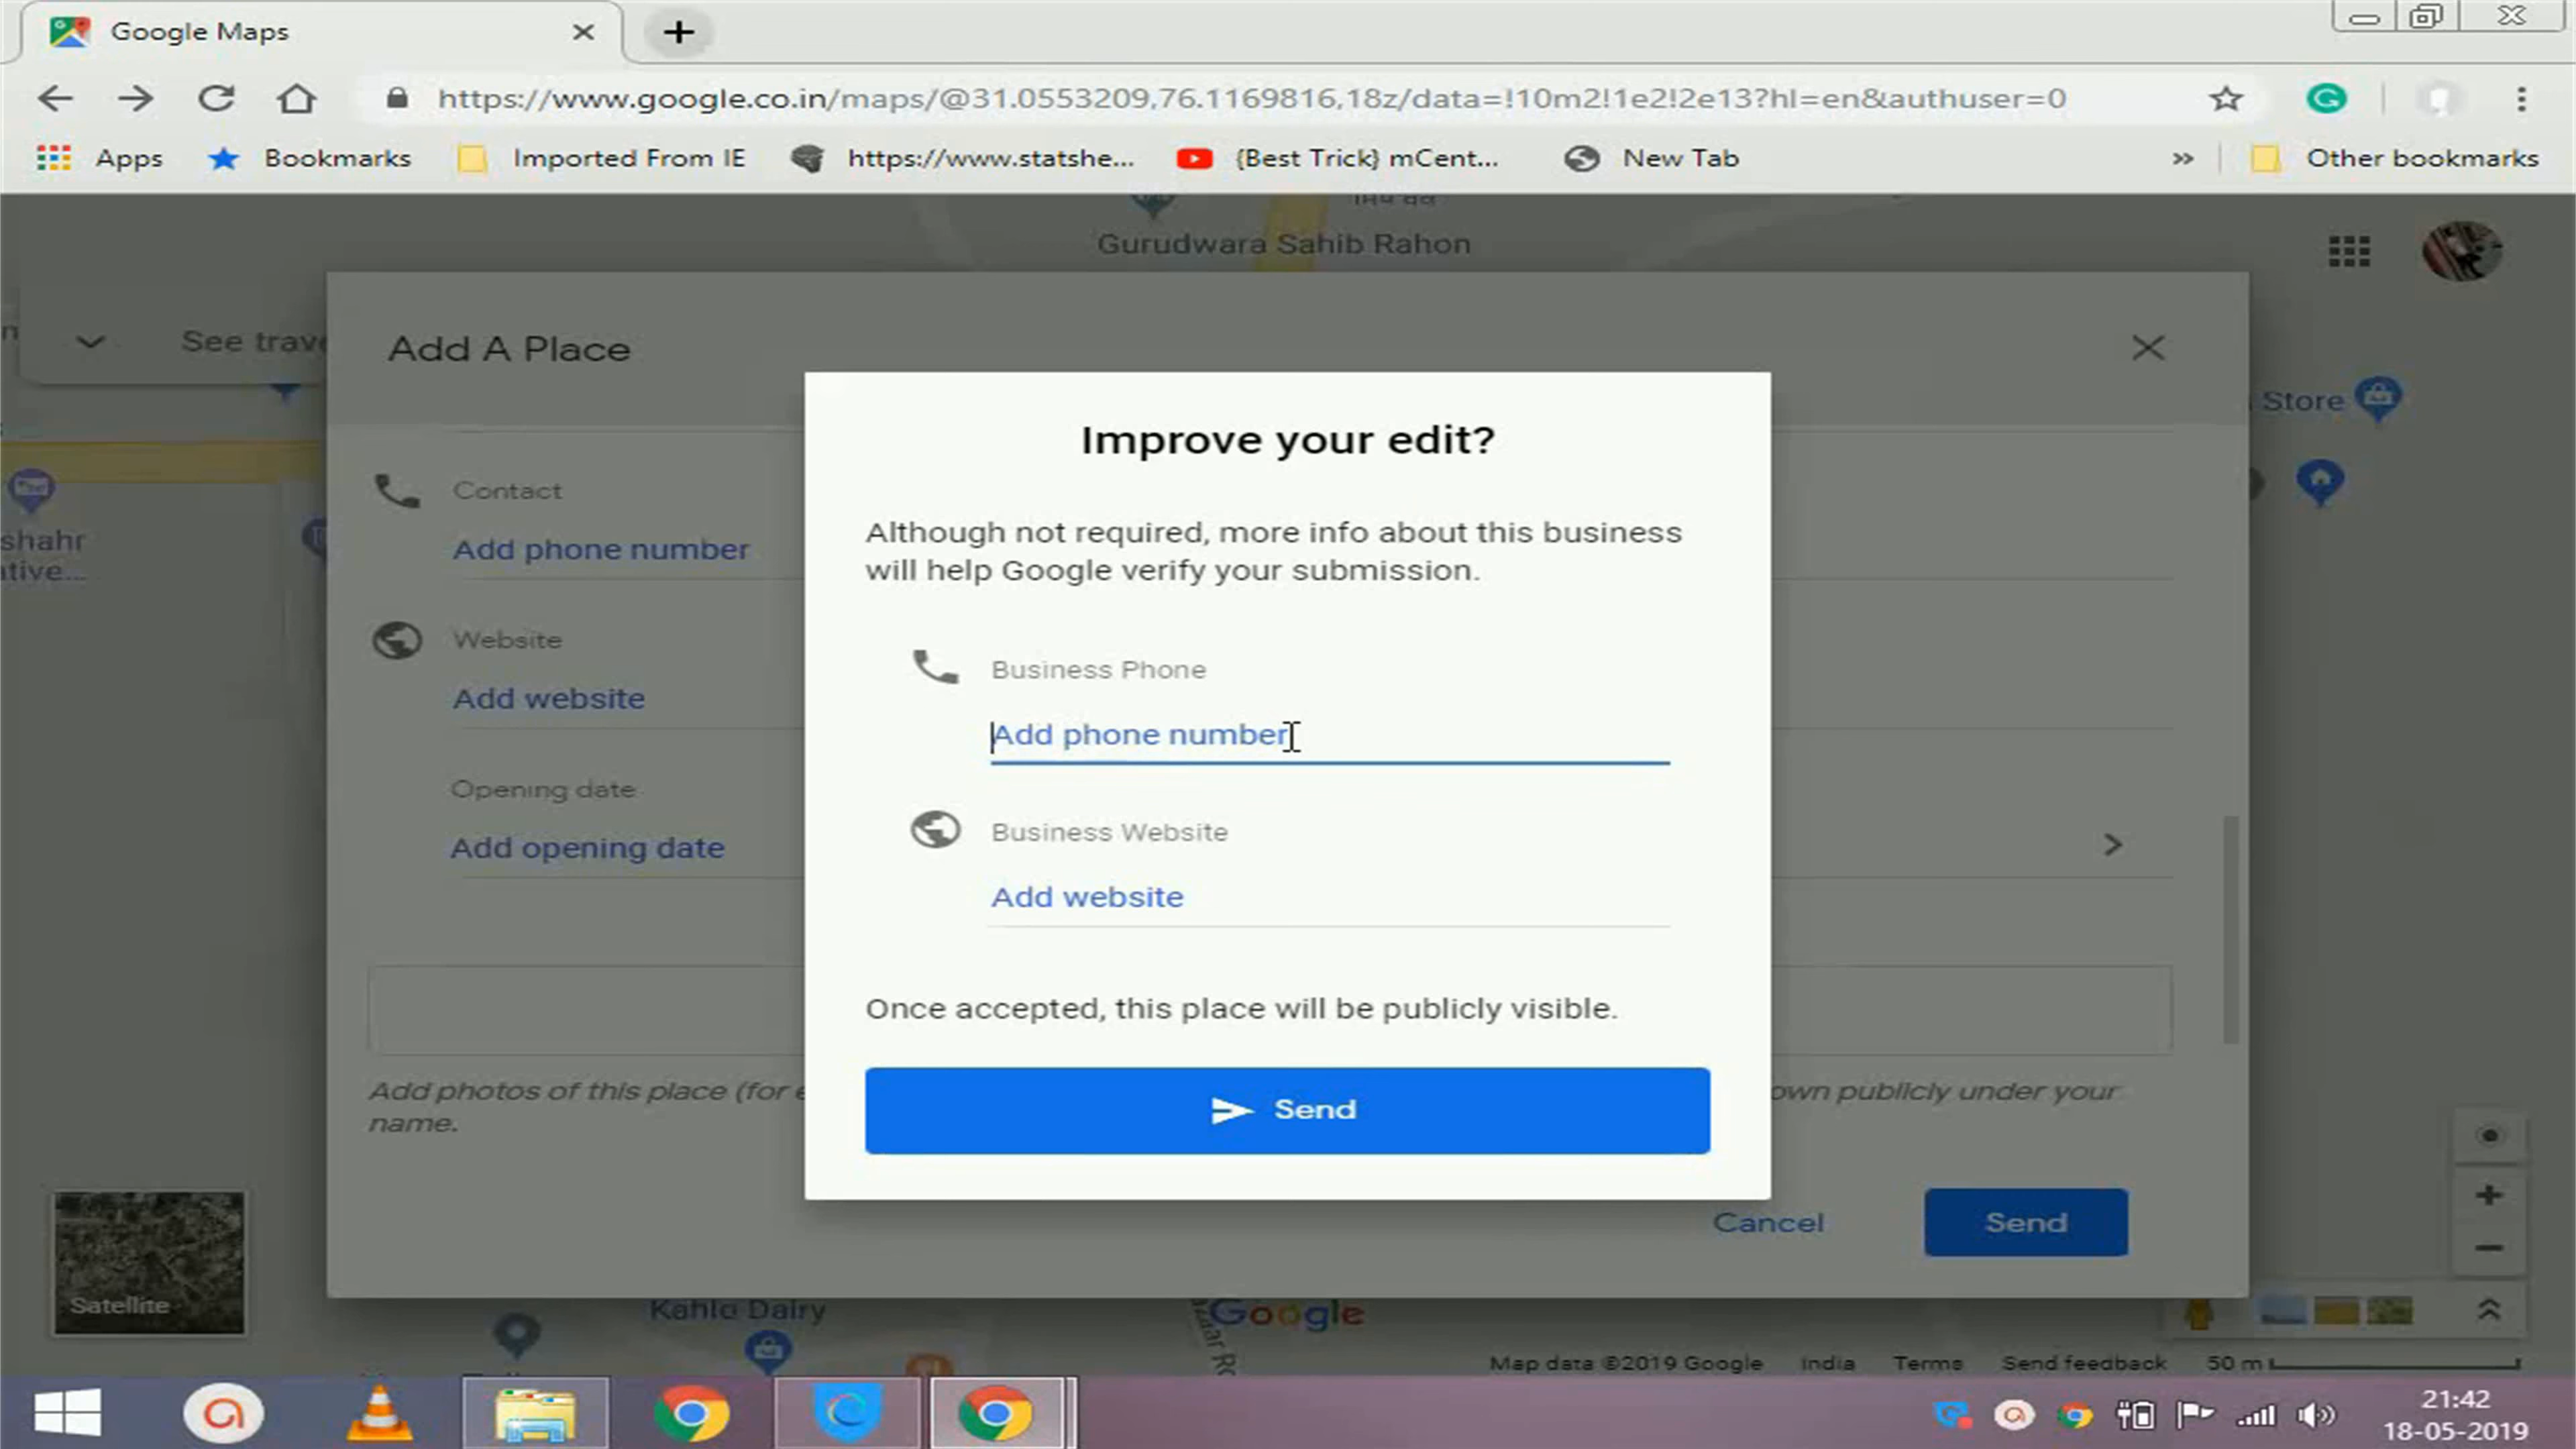 Google Maps
https://www.google.co.in/maps/@31.0553209,76.1169816,18z/data=!10m2!1e2!2e13?hl=en&authuser=0
Apps Bookmarks Imported From IE https://www.statshe... {Best Trick} mCent... New Tab » Other bookmarks
Gurudwara Sahib Rahon
See trave
Add A Place
Store
Improve your edit?
Although not required, more info about this business
will help Google verify your submission.
Contact
Add phone number
shahr
ative...
Website
Add website
Business Phone
Add phone number
Opening date
Add opening date
Business Website
Add website
Once accepted, this place will be publicly visible.
Add photos of this place (for e
own publicly under your
name.
Send
Cancel Send
Satellite
Kahlo Dairy
Google
Map data ©2019 Google India Terms Send feedback 50 m
21:42
18-05-2019